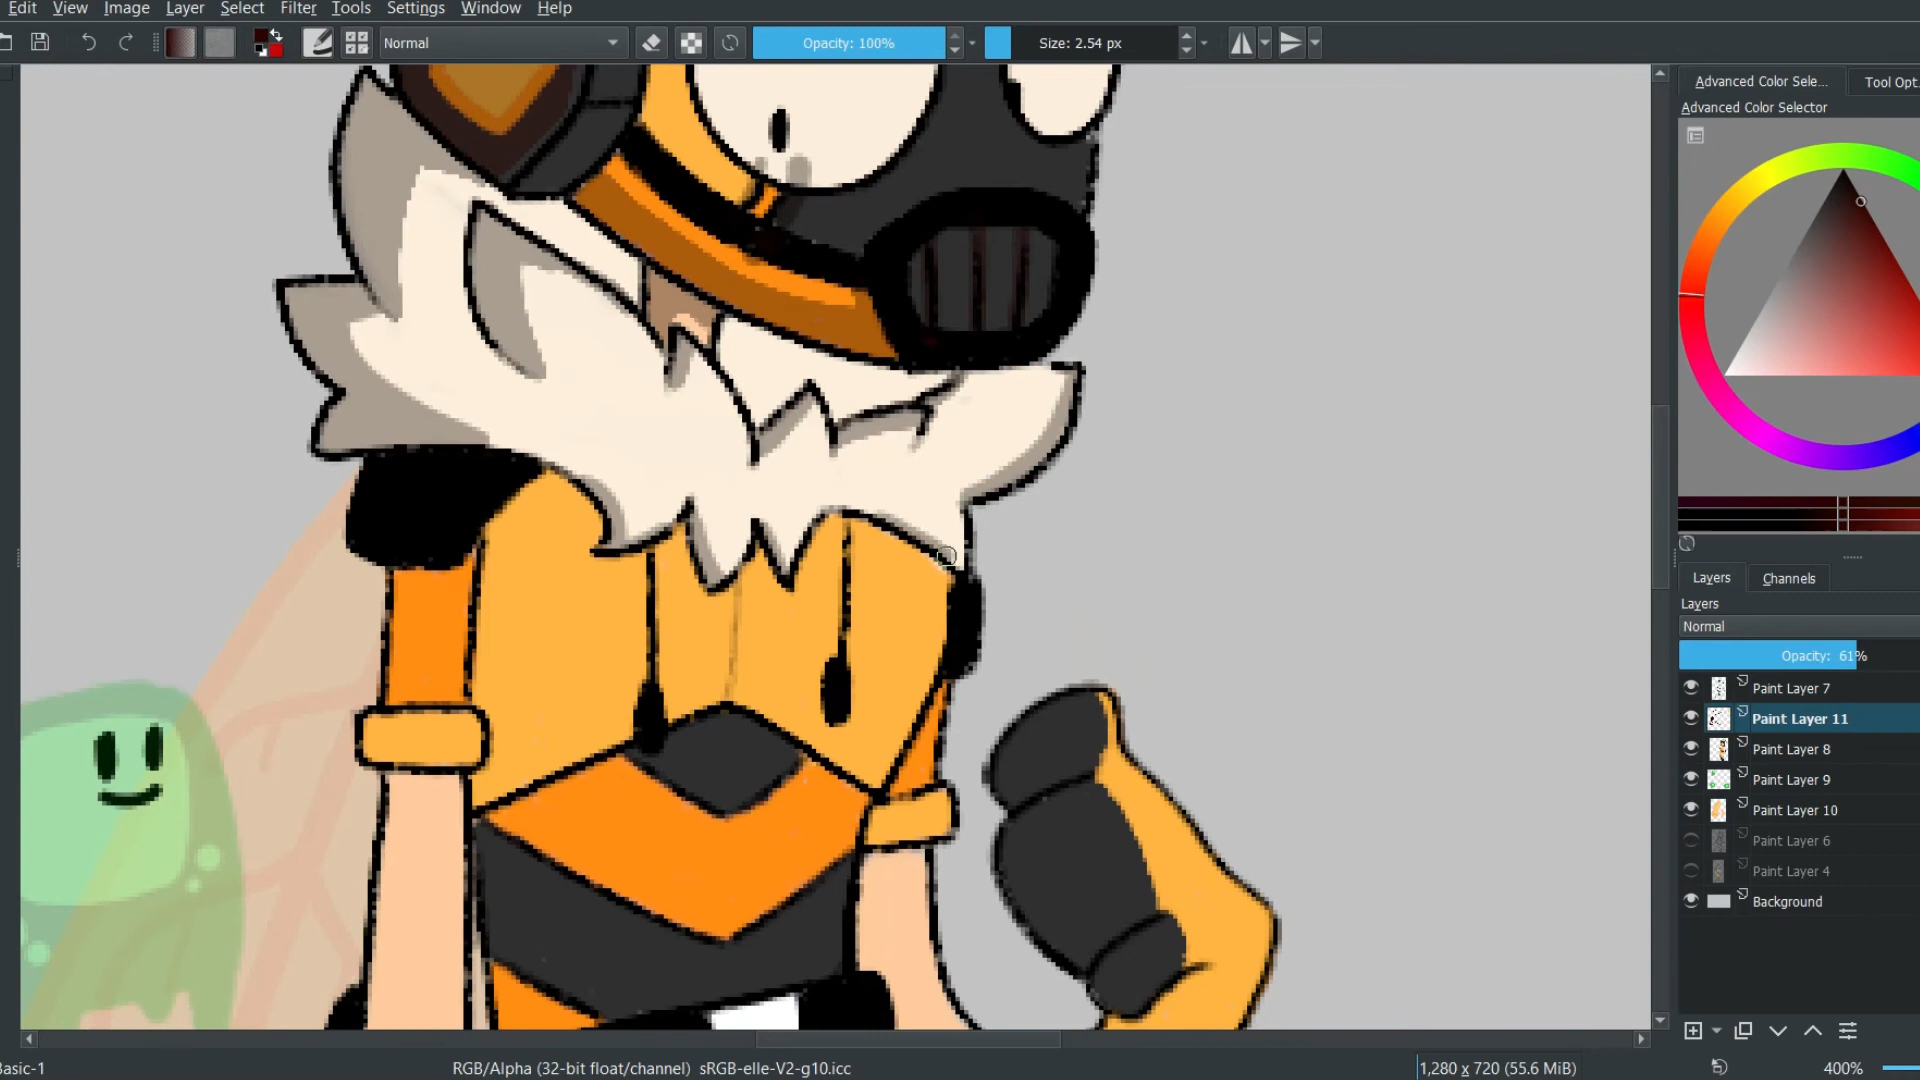 Edit View Image Layer Select Filter Tools Settings Window Help
Normal Opacity: 100% Size: 2.54 px
Advanced Color Sele... Tool Opt.
Advanced Color Selector
Layers Channels
Layers
Normal
Opacity: 61%
Paint Layer 7
Paint Layer 11
Paint Layer 8
Paint Layer 9
Paint Layer 10
Paint Layer 6
Paint Layer 4
Background
Basic-1 RGB/Alpha (32-bit float/channel) sRGB-elle-V2-g10.icc 1,280 x 720 (55.6 MiB) 400%